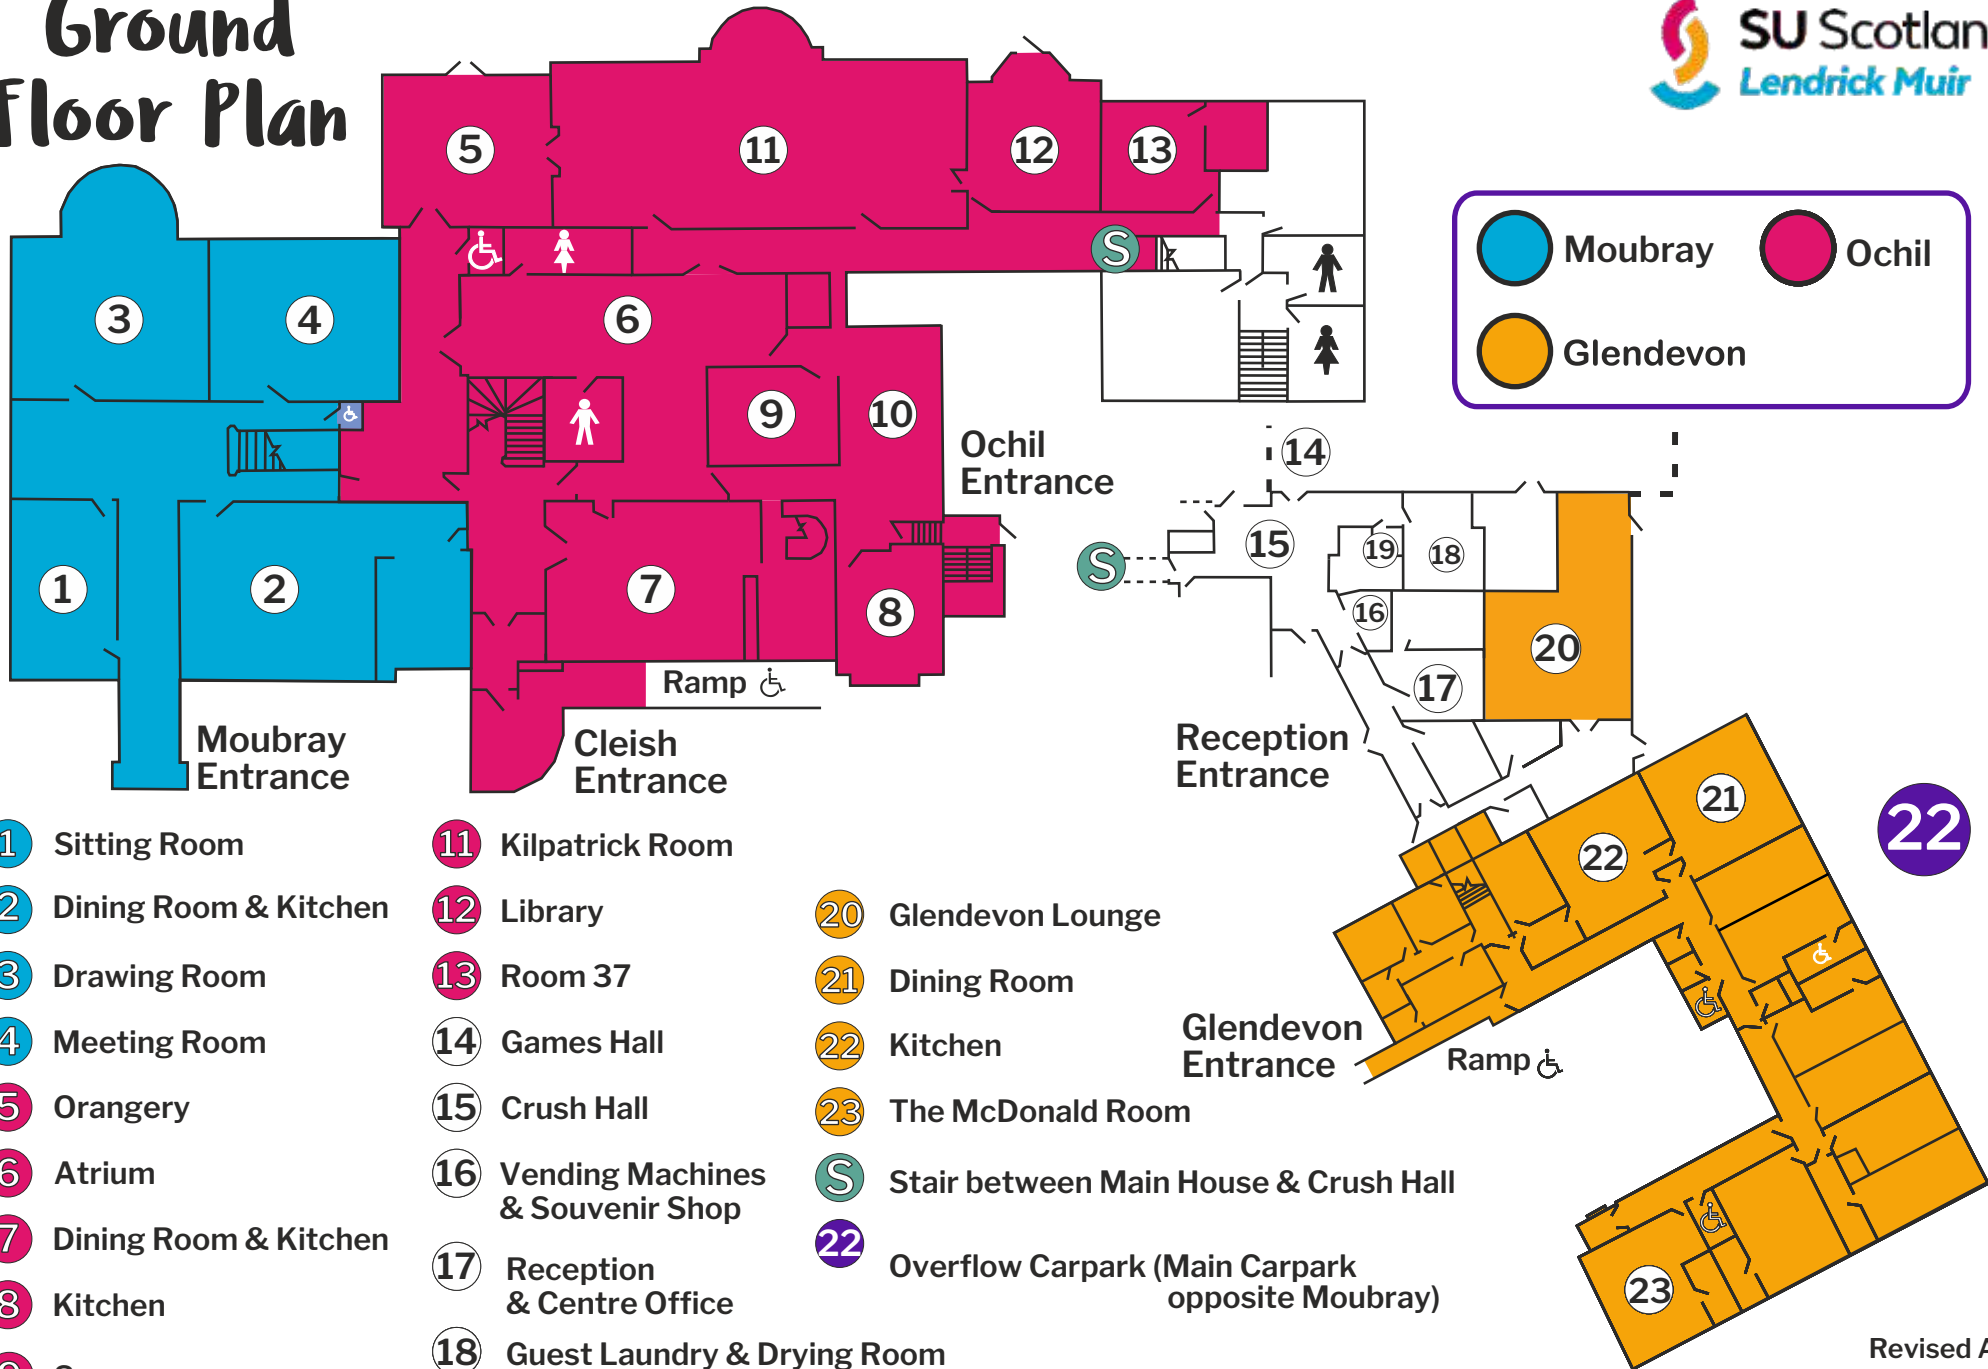 Ground
Floor Plan
SU Scotlan
Lendrick Muir
Moubray
Ochil
Glendevon
5
11
12
13
S
3
4
6
9
10
Ochil
Entrance
14
15
19
18
S
16
1
2
7
8
20
17
Ramp
Moubray
Entrance
Cleish
Entrance
Reception
Entrance
21
22
22
Glendevon
Entrance
Ramp
23
1 Sitting Room
2 Dining Room & Kitchen
3 Drawing Room
4 Meeting Room
5 Orangery
6 Atrium
7 Dining Room & Kitchen
8 Kitchen
11 Kilpatrick Room
12 Library
13 Room 37
14 Games Hall
15 Crush Hall
16 Vending Machines
& Souvenir Shop
17 Reception
& Centre Office
18 Guest Laundry & Drying Room
20 Glendevon Lounge
21 Dining Room
22 Kitchen
23 The McDonald Room
S Stair between Main House & Crush Hall
22 Overflow Carpark (Main Carpark
opposite Moubray)
Revised A